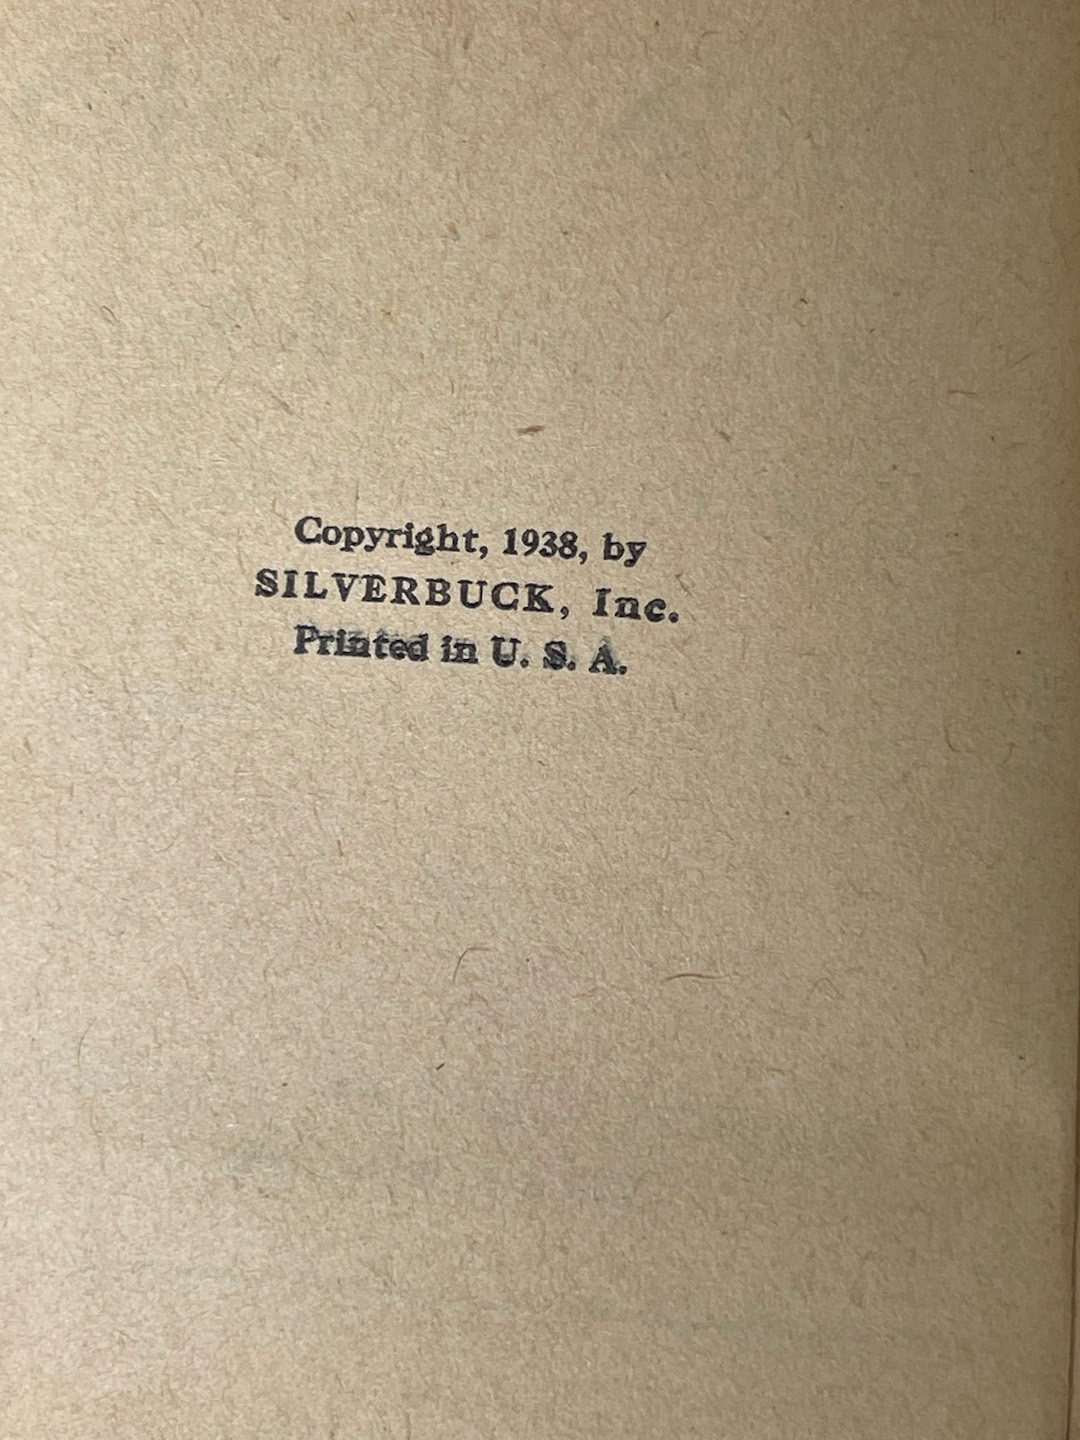 Copyright, 1938, by
SILVERBUCK, Inc.
Printed in U. S. A.